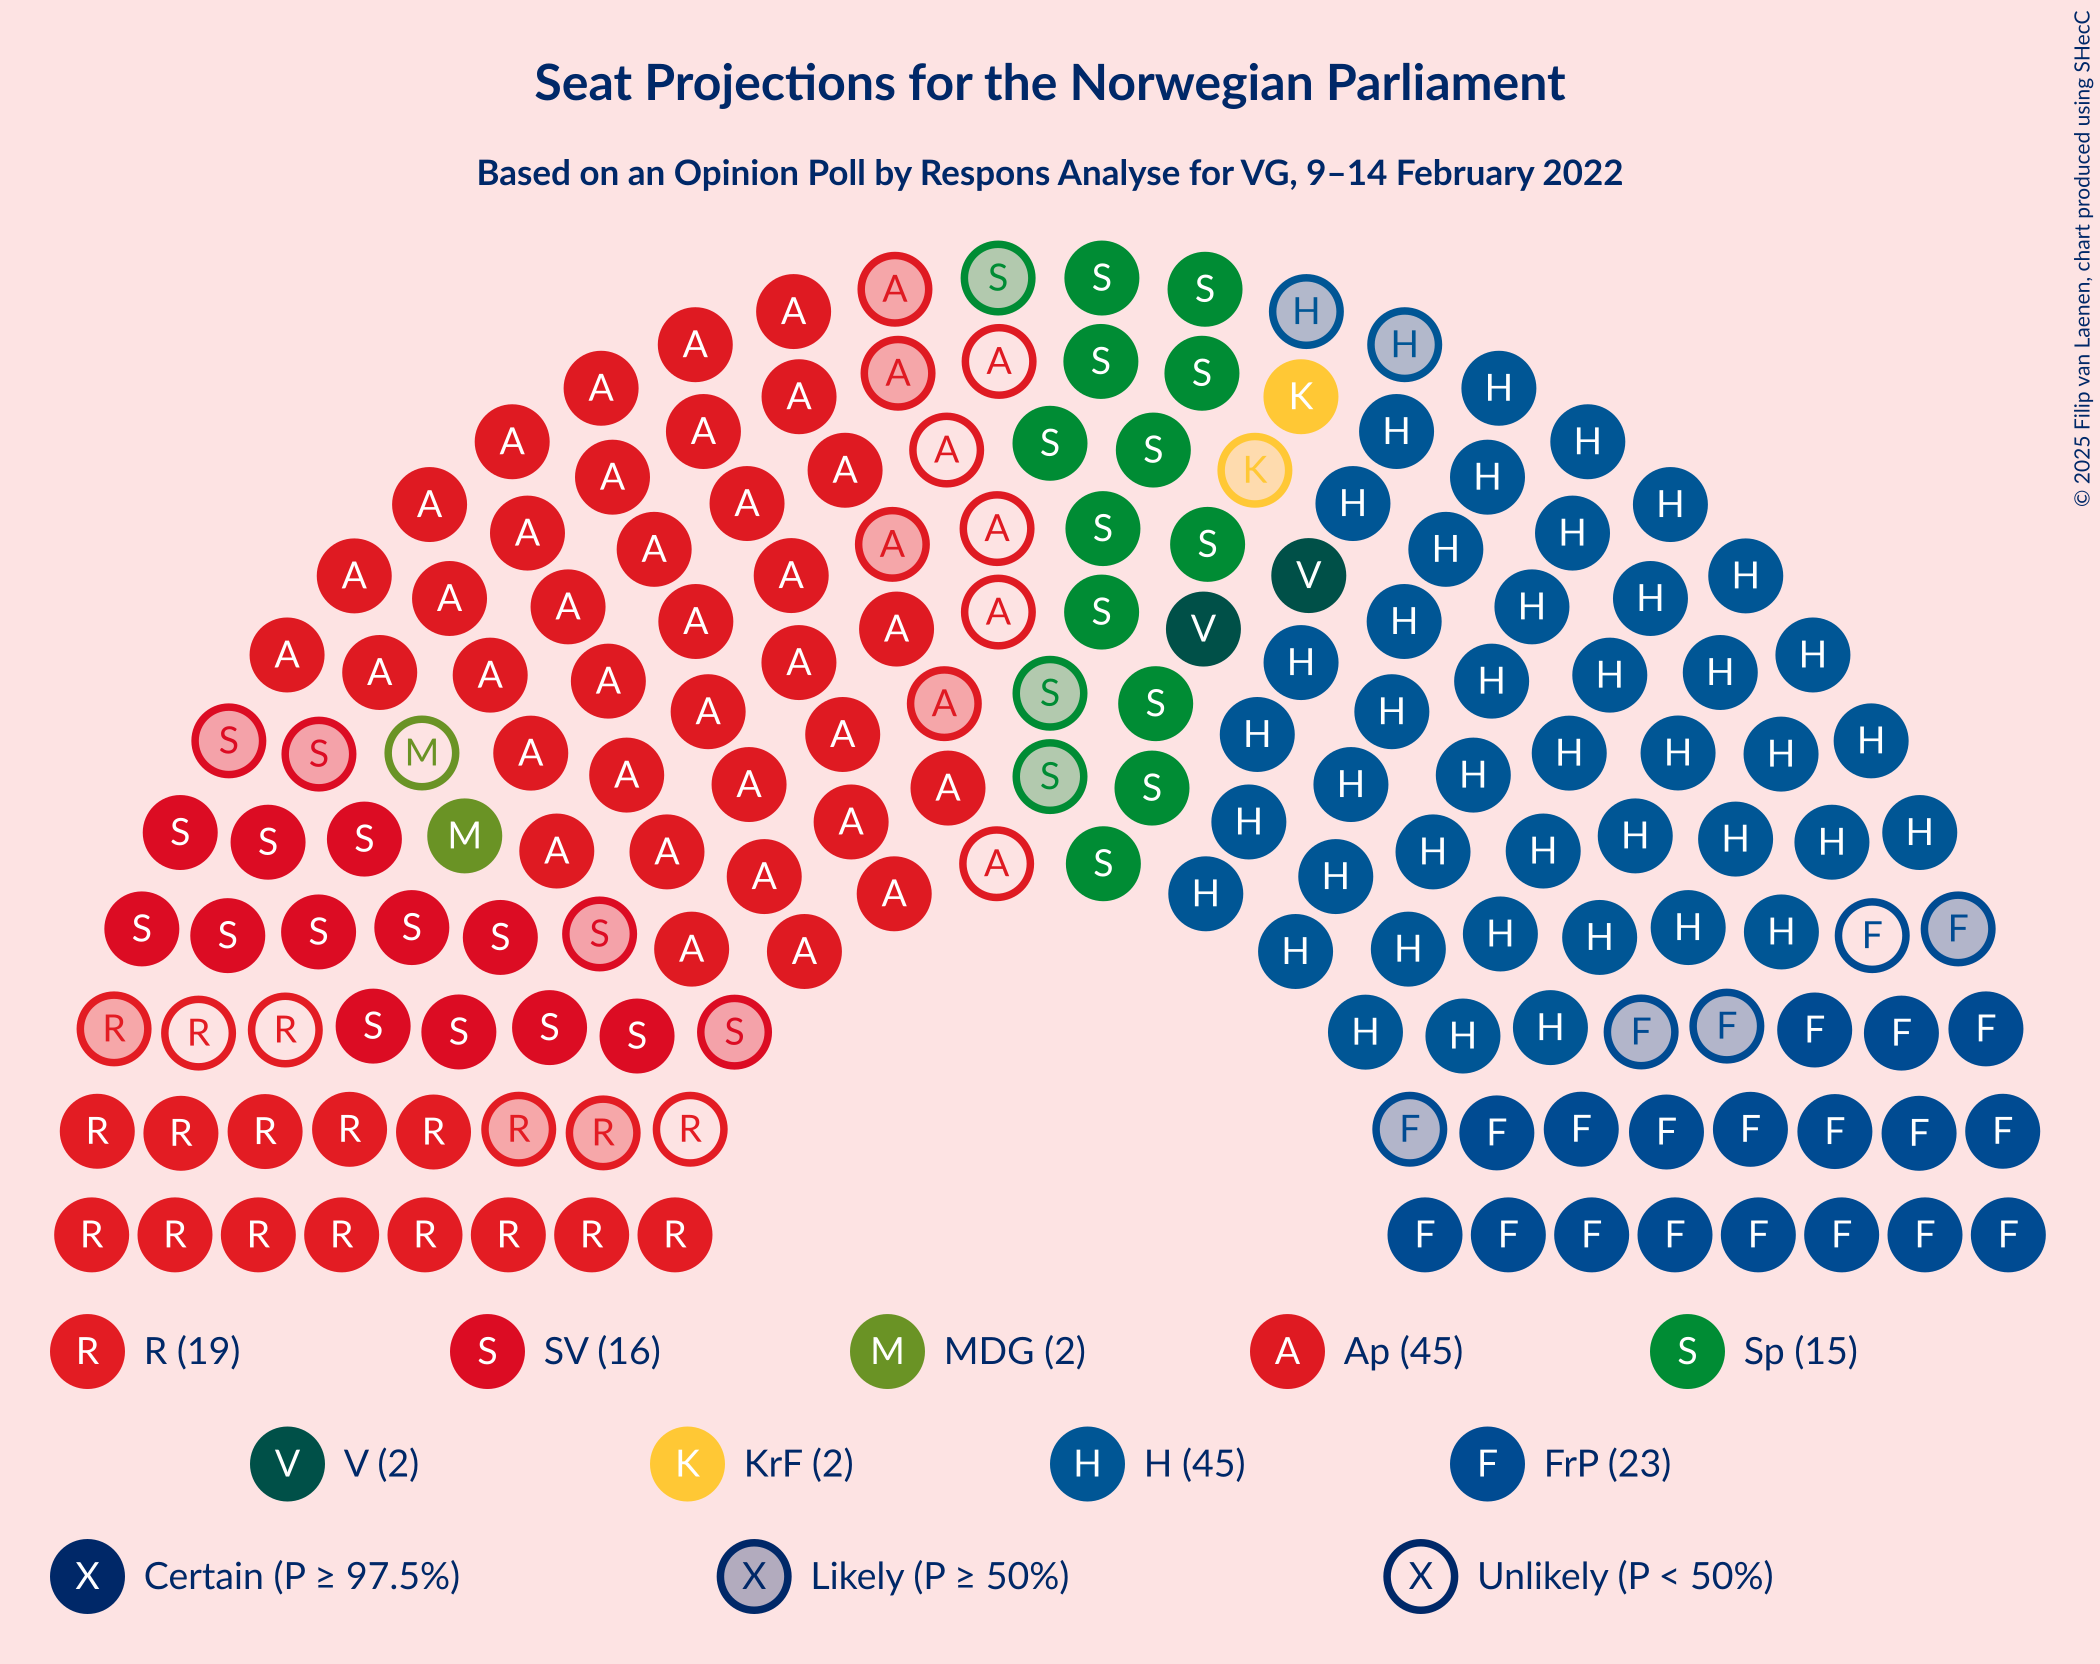 Seat Projections for the Norwegian Parliament
Based on an Opinion Poll by Respons Analyse for VG, 9–14 February 2022
© 2025 Filip van Laenen, chart produced using SHecC
A S S S
A H
A H
A A S S
A A K H
A A H H
A S S H
A A K H
A A H H
A A A S H H
A A A S H H
A A V H
A A A S H H
A A V H
A A H H
A A A H H H
A A S S H
S S M A A H H H H H
A A A S S H H
S S S M A A A H H H H H H H
A A A S H H
S S S S S S A A H H H H H H F F
R R R S S S S S H H H F F F F F
R R R R R R R R F F F F F F F F
R R R R R R R R F F F F F F F F
R R (19) S SV (16) M MDG (2) A Ap (45) S Sp (15)
V V (2) K KrF (2) H H (45) F FrP (23)
X Certain (P ≥ 97.5%) X Likely (P ≥ 50%) X Unlikely (P < 50%)